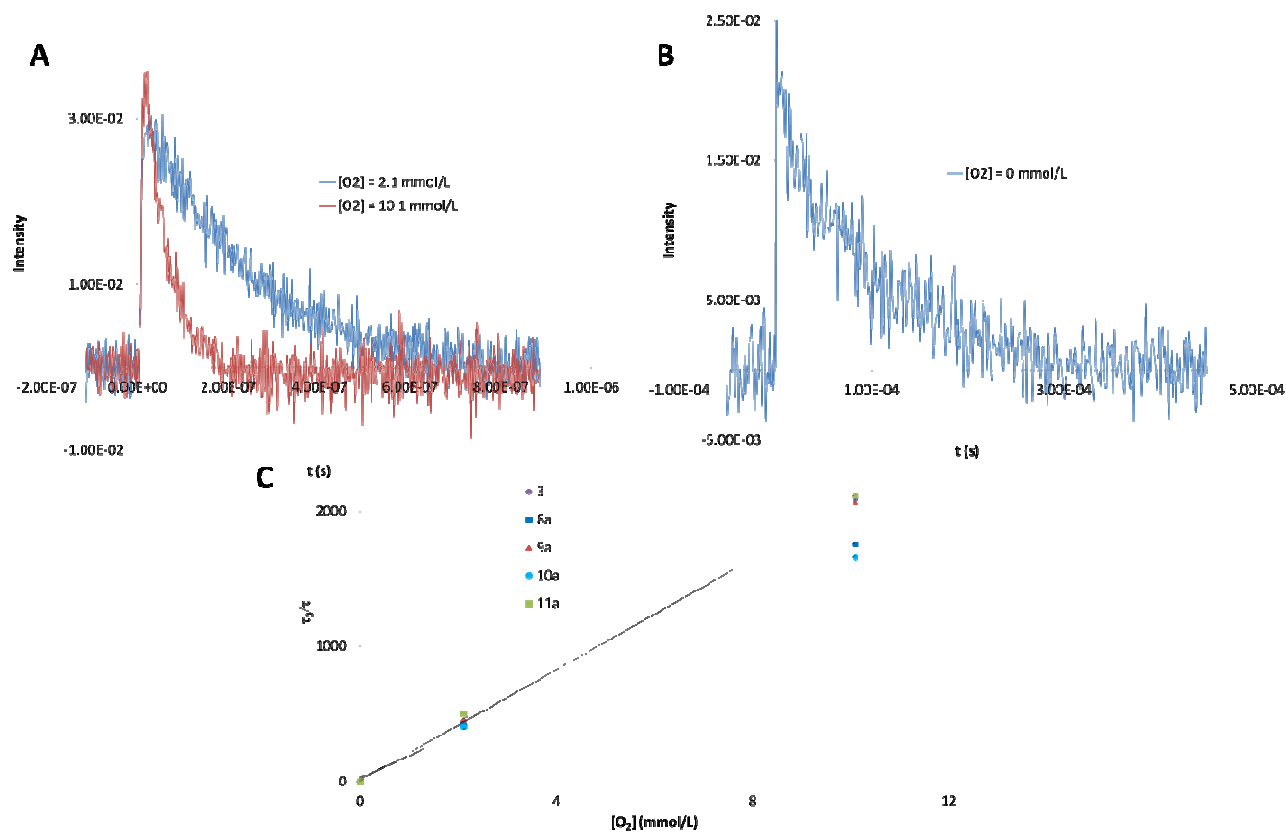 A
3.00E-02
[O2] = 2.1 mmol/L
[O2] = 10.1 mmol/L
Intensity
1.00E-02
-2.00E-07 0.00E+00 2.00E-07 4.00E-07 6.00E-07 8.00E-07 1.00E-06
-1.00E-02
t (s)
B
2.50E-02
1.50E-02
[O2] = 0 mmol/L
Intensity
5.00E-03
-1.00E-04 1.00E-04 3.00E-04 5.00E-04
-5.00E-03
t (s)
C
3
2000
9a
10a
τ₀/τ
11a
1000
0
0 4 8 12
[O₂] (mmol/L)